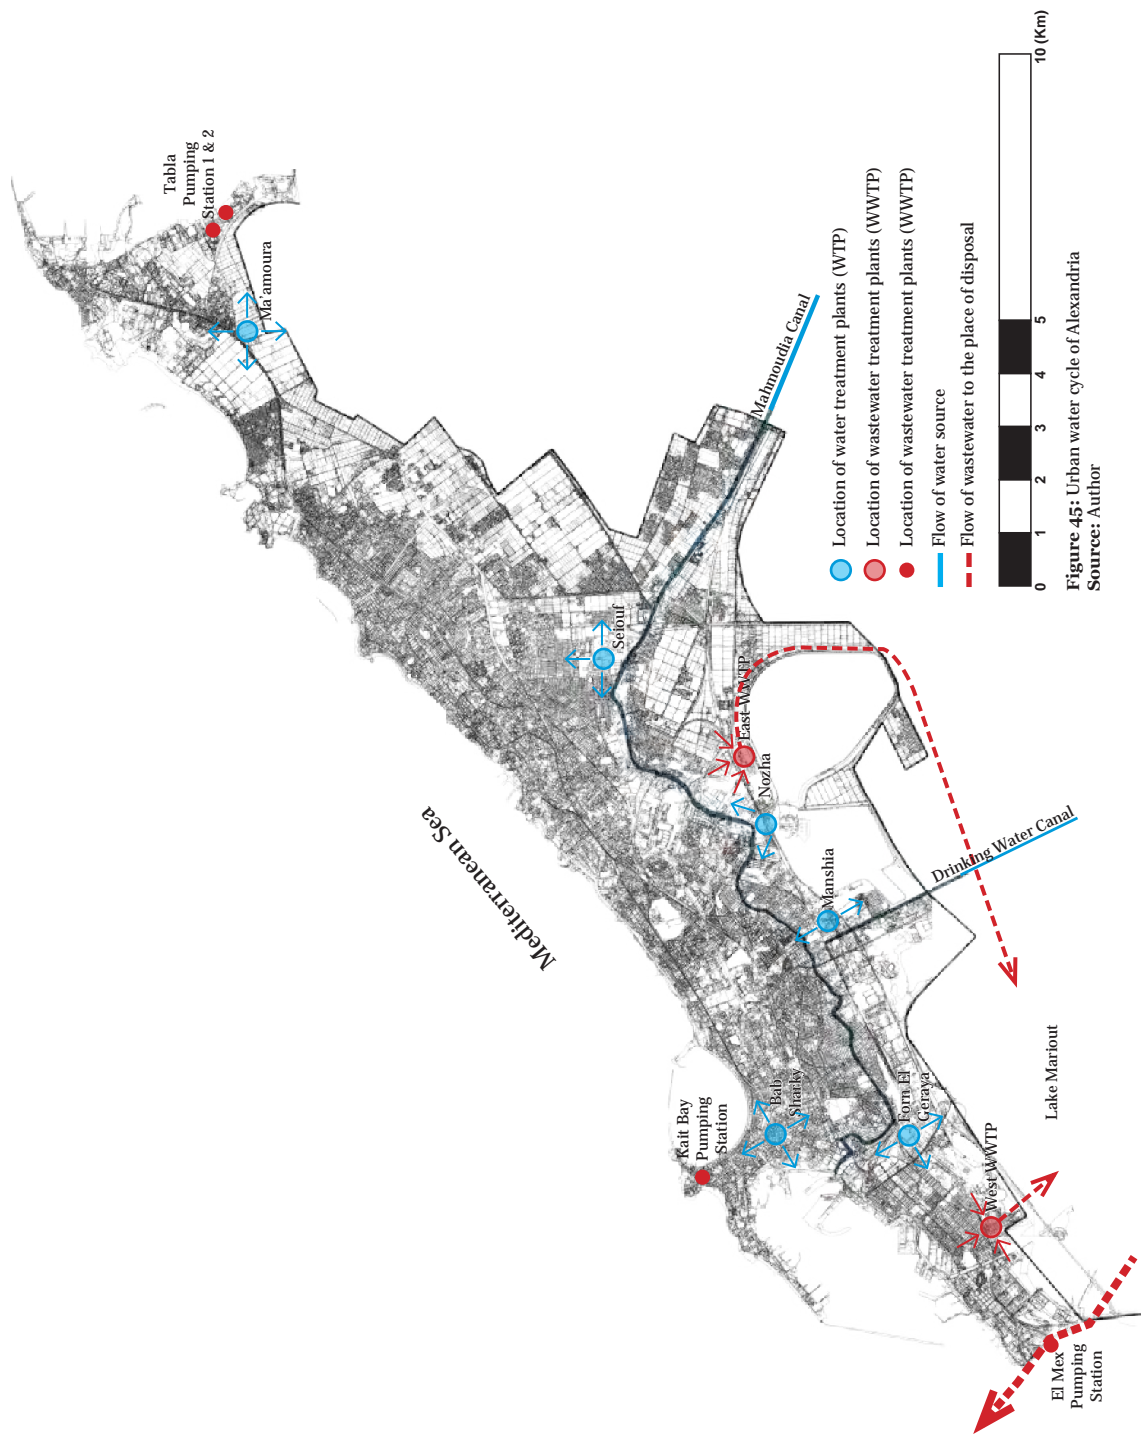 Tabla
Pumping
Station 1 & 2
Ma'amoura
Mediterranean Sea
Seiouf
Mahmoudia Canal
East WWTP
Nozha
Manshia
Drinking Water Canal
Kait Bay
Pumping
Station
Bab
Sharky
Forn El
Geraya
Lake Mariout
West WWTP
El Mex
Pumping
Station
Location of water treatment plants (WTP)
Location of wastewater treatment plants (WWTP)
Location of wastewater treatment plants (WWTP)
Flow of water source
Flow of wastewater to the place of disposal
0 1 2 3 4 5 10 (Km)
Figure 45: Urban water cycle of Alexandria
Source: Author